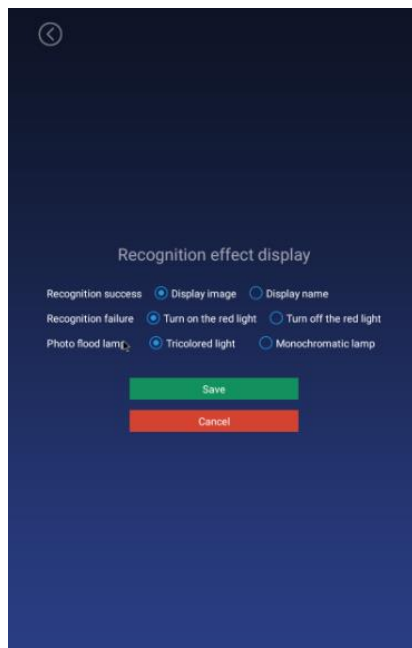 Recognition effect display
Recognition success Display image Display name
Recognition failure Turn on the red light Turn off the red light
Photo flood lamp Tricolored light Monochromatic lamp
Save
Cancel